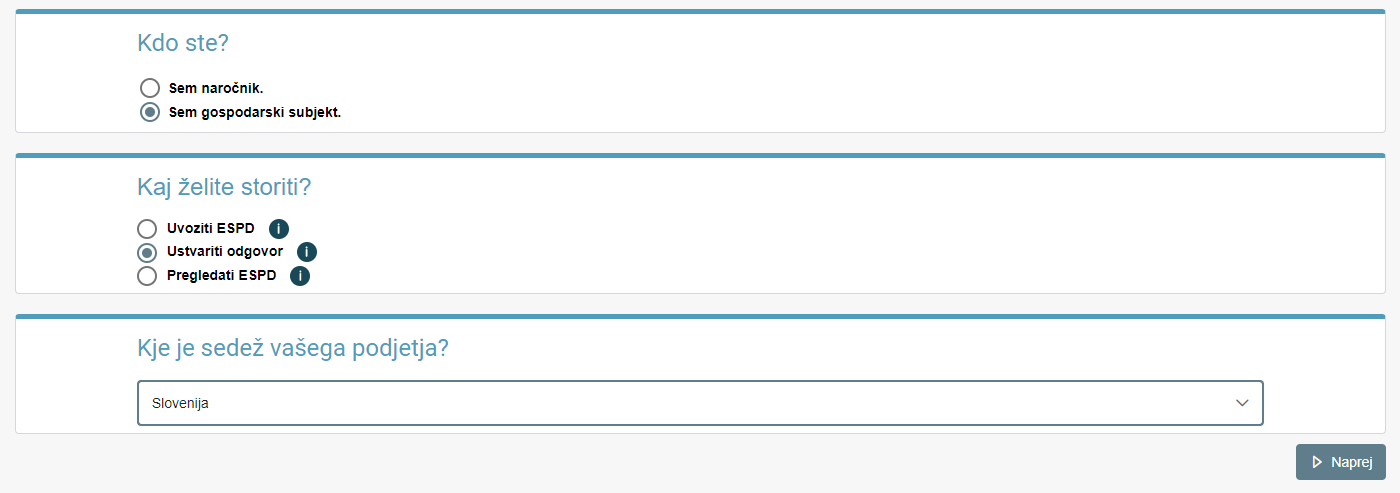 Kdo ste?
Sem naročnik.
Sem gospodarski subjekt.
Kaj želite storiti?
Uvoziti ESPD i
Ustvariti odgovor i
Pregledati ESPD i
Kje je sedež vašega podjetja?
Slovenija
Naprej